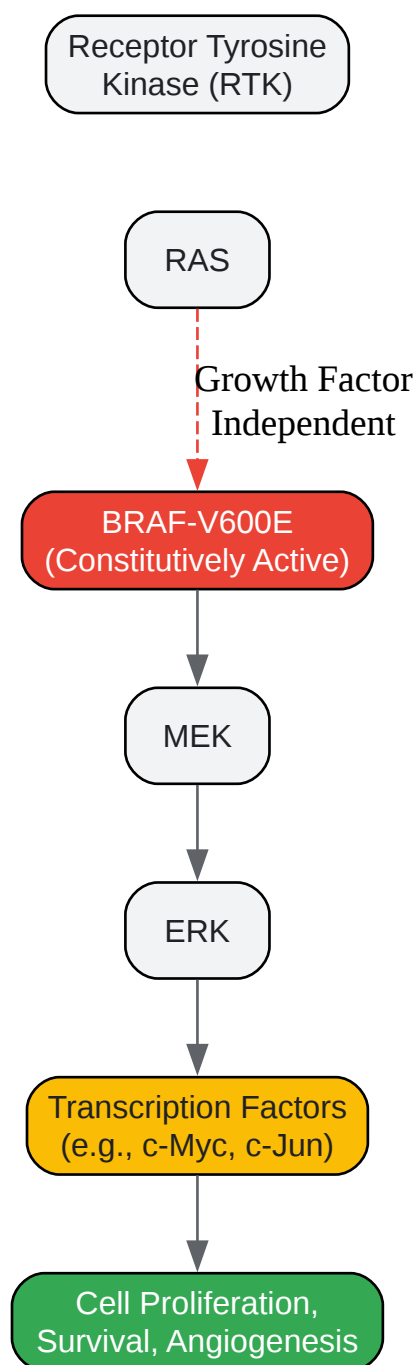 Receptor Tyrosine
Kinase (RTK)
RAS
Growth Factor
Independent
BRAF-V600E
(Constitutively Active)
MEK
ERK
Transcription Factors
(e.g., c-Myc, c-Jun)
Cell Proliferation,
Survival, Angiogenesis